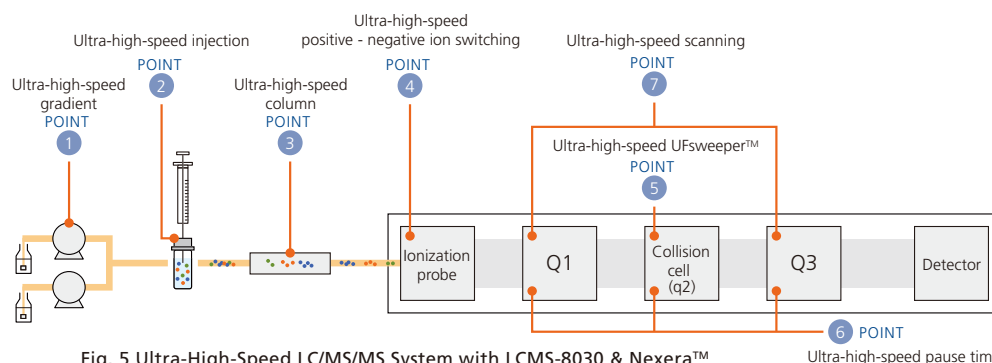 Ultra-high-speed
positive - negative ion switching
POINT
4
Ultra-high-speed injection
POINT
2
Ultra-high-speed scanning
POINT
7
Ultra-high-speed
gradient
POINT
1
Ultra-high-speed
column
POINT
3
Ultra-high-speed UFsweeper™
POINT
5
Ionization
probe
Q1
Collision
cell
(q2)
Q3
Detector
6 POINT
Ultra-high-speed pause tim
Fig. 5 Ultra-High-Speed LC/MS/MS System with LCMS-8030 & Nexera™